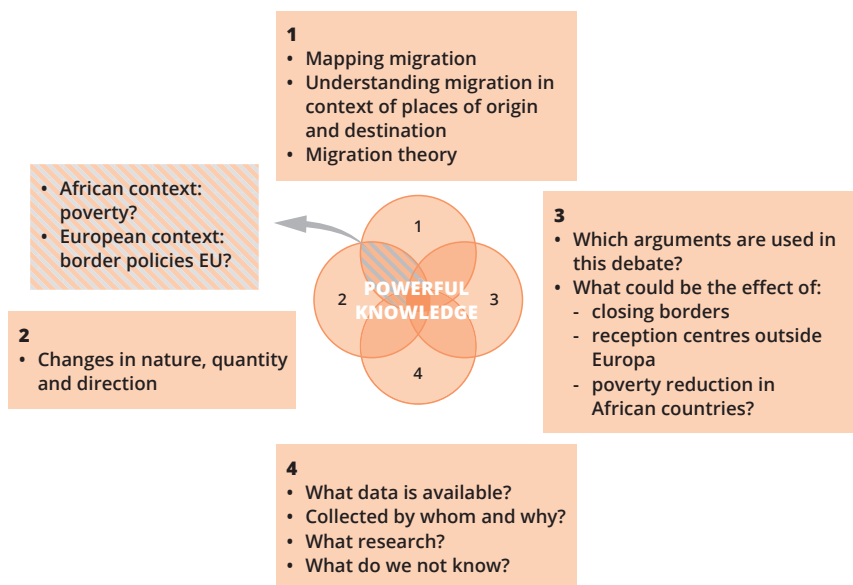 1
• Mapping migration
• Understanding migration in
context of places of origin
and destination
• Migration theory
• African context:
poverty?
• European context:
border policies EU?
1
2
POWERFUL
KNOWLEDGE
3
4
3
• Which arguments are used in
this debate?
• What could be the effect of:
- closing borders
- reception centres outside
Europa
- poverty reduction in
African countries?
2
• Changes in nature, quantity
and direction
4
• What data is available?
• Collected by whom and why?
• What research?
• What do we not know?